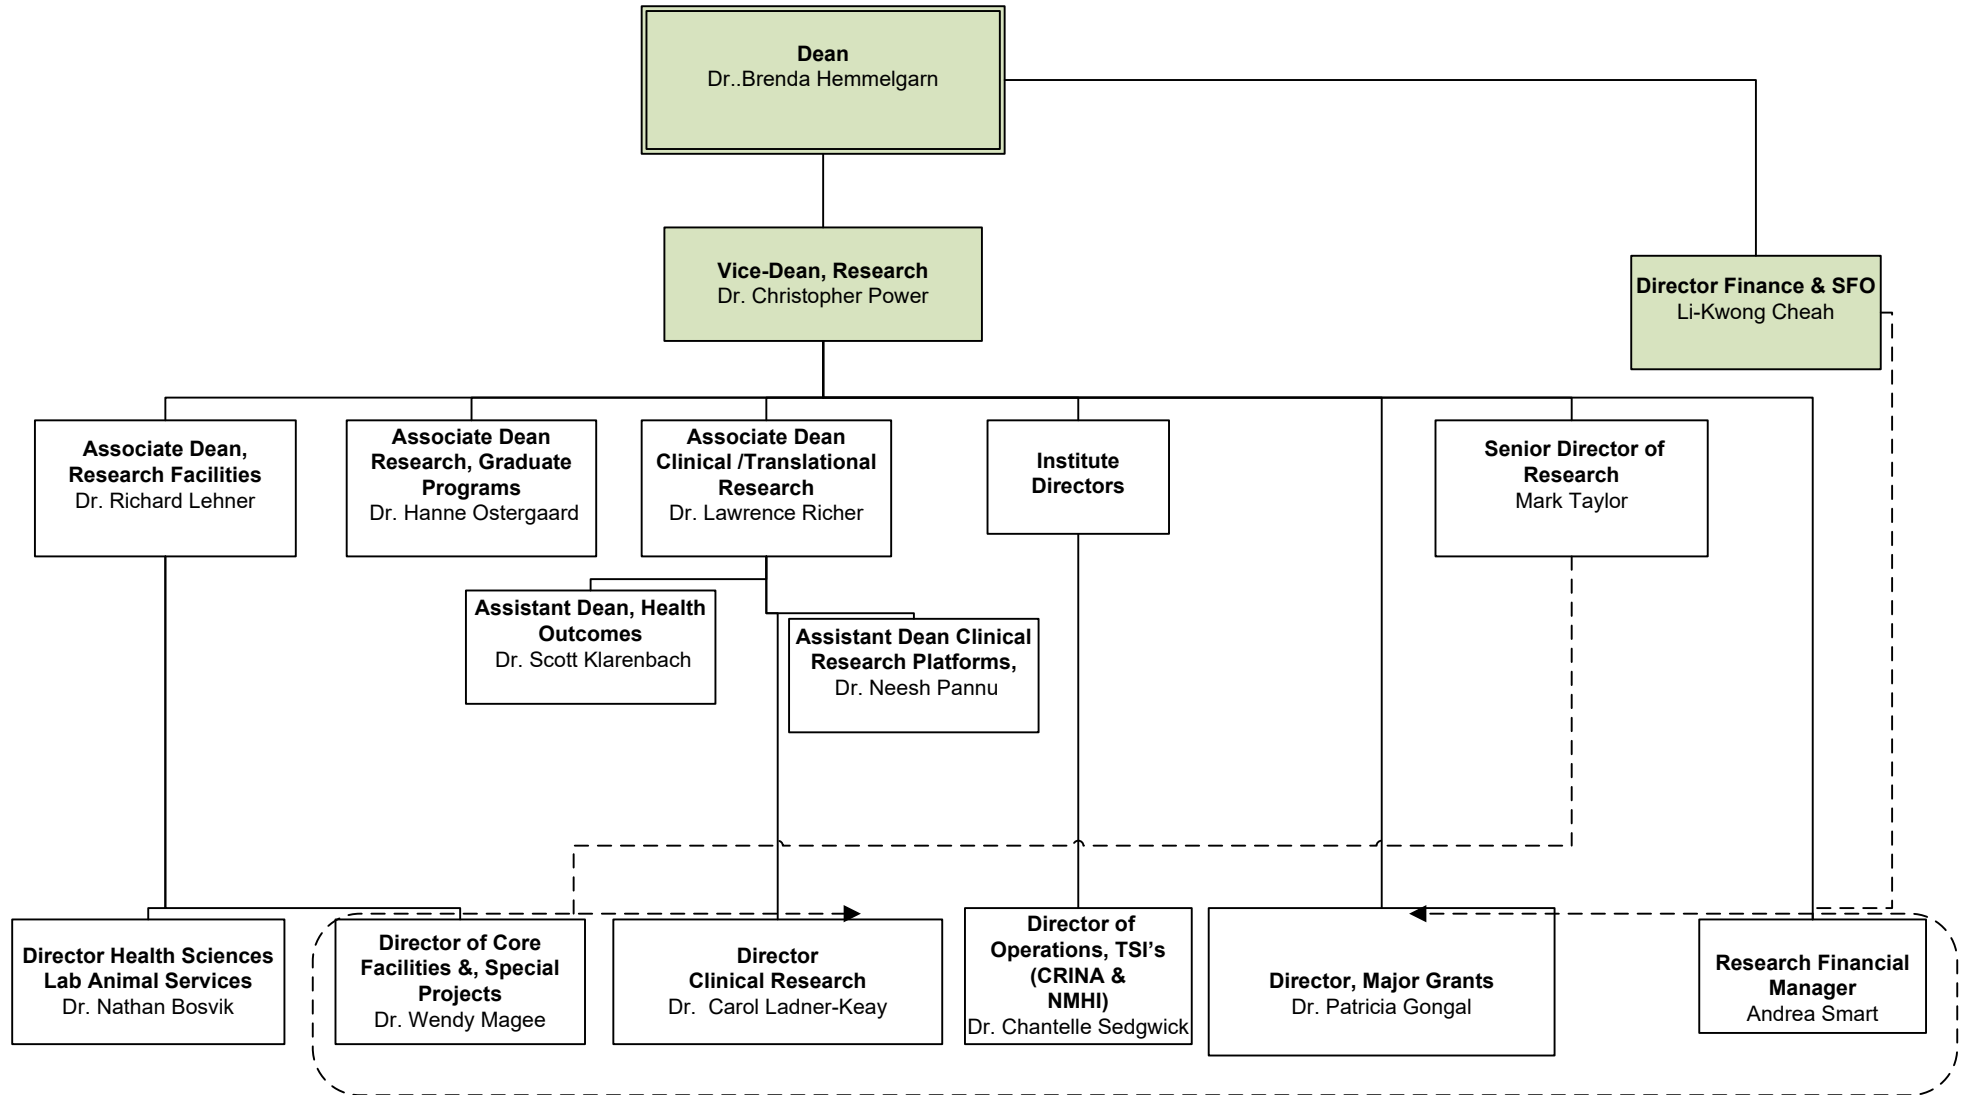 Dean
Dr..Brenda Hemmelgarn
Vice-Dean, Research
Dr. Christopher Power
Director Finance & SFO
Li-Kwong Cheah
Associate Dean,
Research Facilities
Dr. Richard Lehner
Associate Dean
Research, Graduate
Programs
Dr. Hanne Ostergaard
Associate Dean
Clinical /Translational
Research
Dr. Lawrence Richer
Institute
Directors
Senior Director of
Research
Mark Taylor
Assistant Dean, Health
Outcomes
Dr. Scott Klarenbach
Assistant Dean Clinical
Research Platforms,
Dr. Neesh Pannu
Director Health Sciences
Lab Animal Services
Dr. Nathan Bosvik
Director of Core
Facilities &, Special
Projects
Dr. Wendy Magee
Director
Clinical Research
Dr.  Carol Ladner-Keay
Director of
Operations, TSI’s
(CRINA &
NMHI)
Dr. Chantelle Sedgwick
Director, Major Grants
Dr. Patricia Gongal
Research Financial
Manager
Andrea Smart